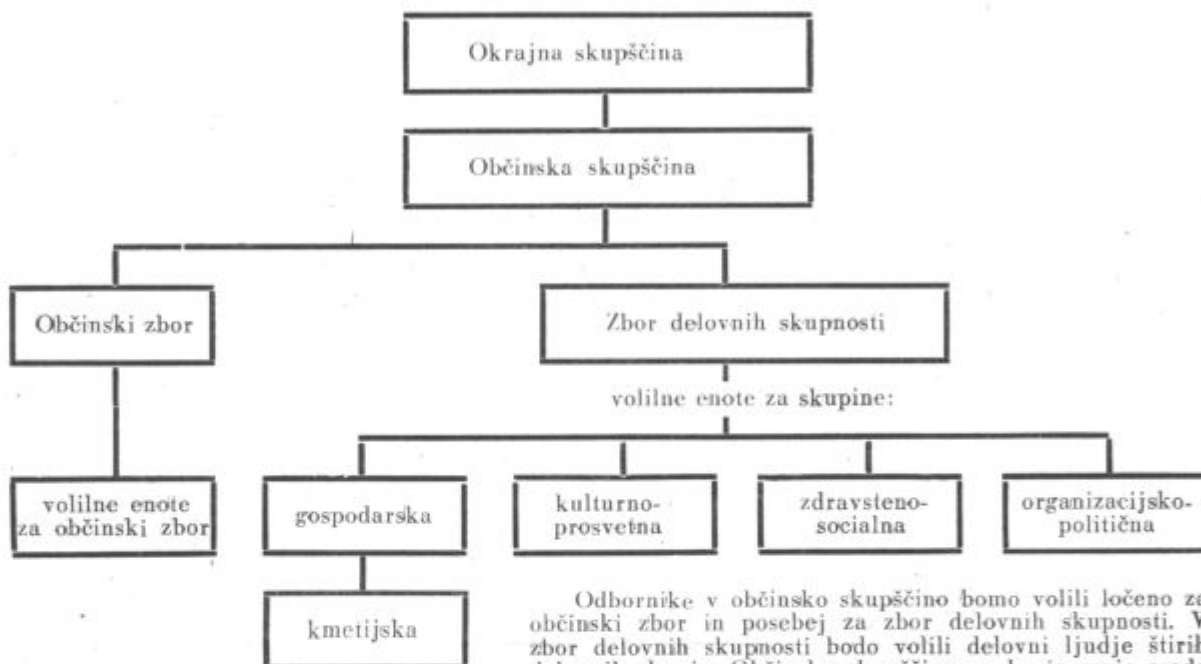 Okrajna skupščina
Občinska skupščina
Občinski zbor
Zbor delovnih skupnosti
volilne enote za skupine:
volilne enote
za občinski zbor
gospodarska
kulturno-
prosvetna
zdravsteno-
socialna
organizacijsko-
politična
kmetijska
Odbornike v občinsko skupščino bomo volili ločeno za
občinski zbor in posebej za zbor delovnih skupnosti. V
zbor delovnih skupnosti bodo volili delovni ljudje štirih